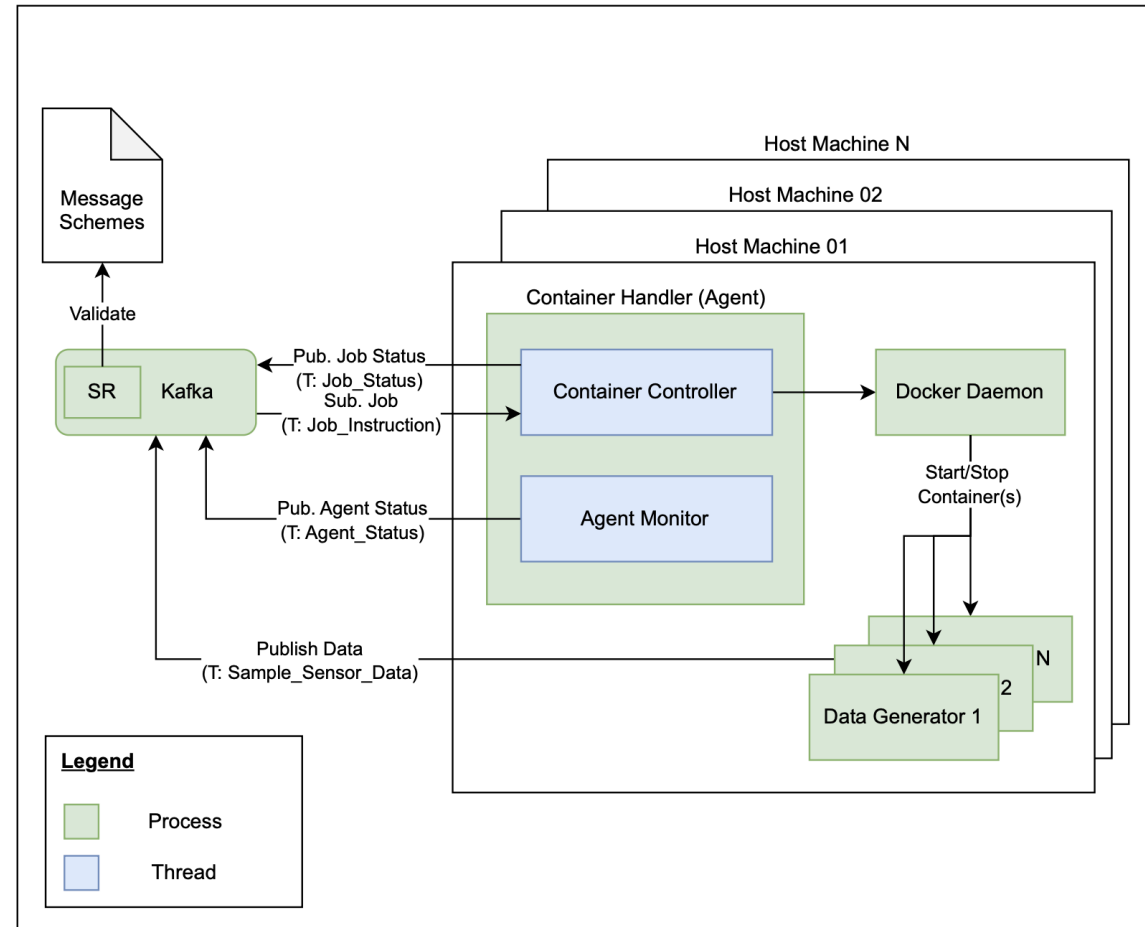 Host Machine N
Host Machine 02
Host Machine 01
Message
Schemes
Validate
SR
Kafka
Container Handler (Agent)
Pub. Job Status
(T: Job_Status)
Sub. Job
(T: Job_Instruction)
Container Controller
Docker Daemon
Start/Stop
Container(s)
Pub. Agent Status
(T: Agent_Status)
Agent Monitor
Publish Data
(T: Sample_Sensor_Data)
N
2
Data Generator 1
Legend
Process
Thread